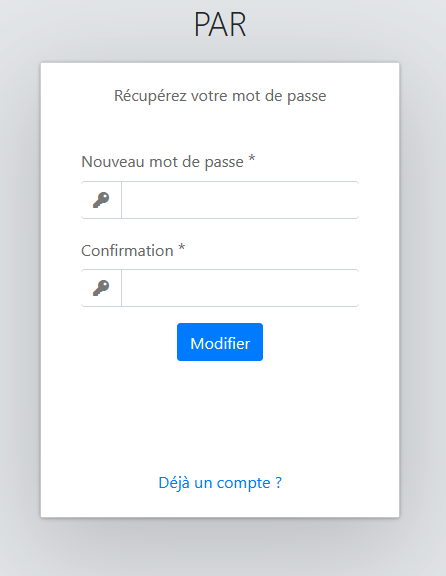 PAR
Récupérez votre mot de passe
Nouveau mot de passe *
Confirmation *
Modifier
Déjà un compte ?